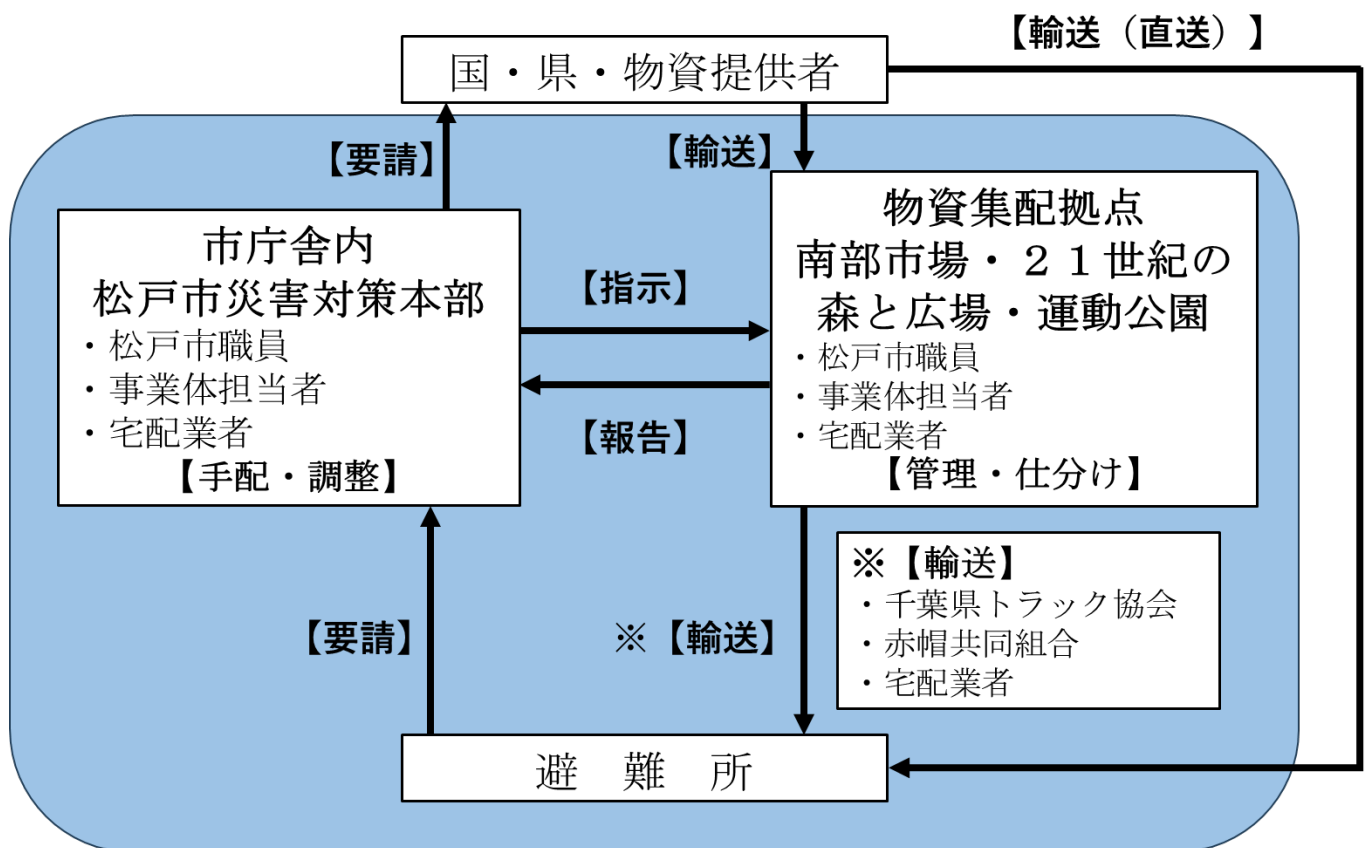 【輸送（直送）】
国・県・物資提供者
【要請】
【輸送】
市庁舎内
松戸市災害対策本部
・松戸市職員
・事業体担当者
・宅配業者
【手配・調整】
【指示】
【報告】
物資集配拠点
南部市場・２１世紀の
森と広場・運動公園
・松戸市職員
・事業体担当者
・宅配業者
【管理・仕分け】
【要請】
※【輸送】
※【輸送】
・千葉県トラック協会
・赤帽共同組合
・宅配業者
避　難　所